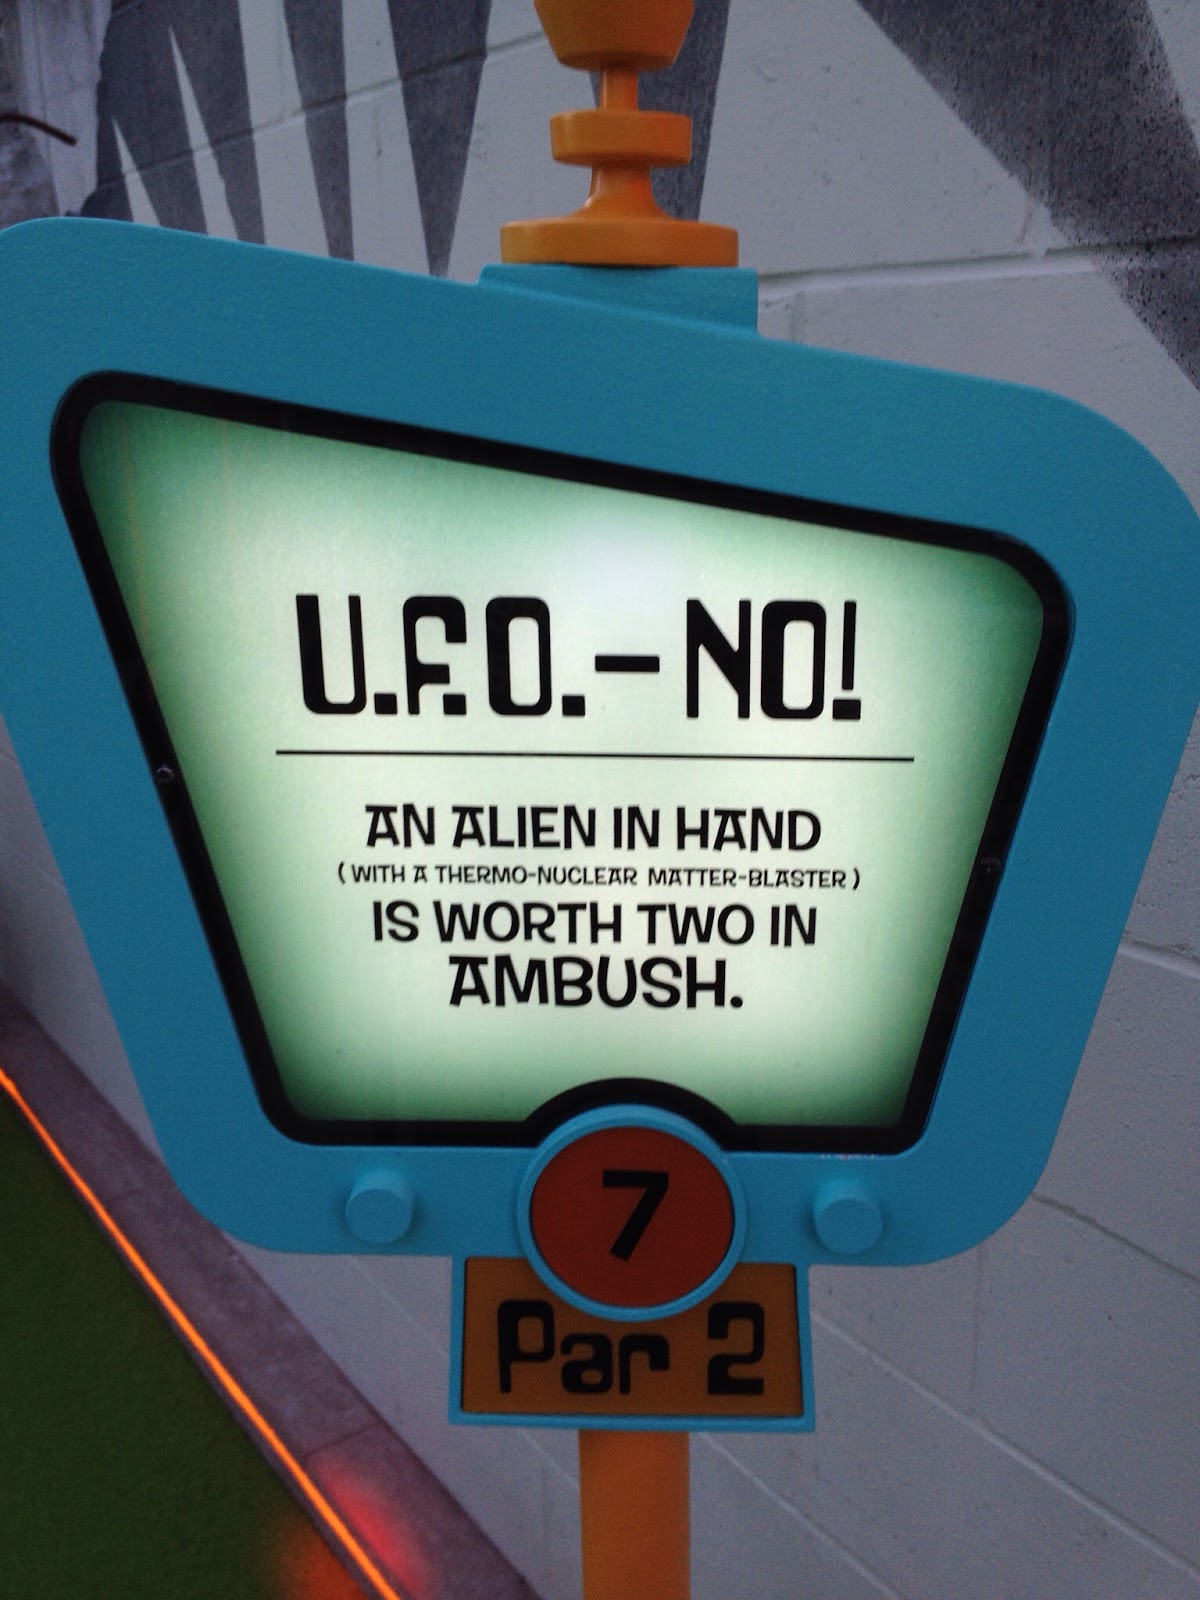 U.F.O. – NO!
AN ALIEN IN HAND
(WITH A THERMO-NUCLEAR MATTER-BLASTER)
IS WORTH TWO IN
AMBUSH.
7
Par 2